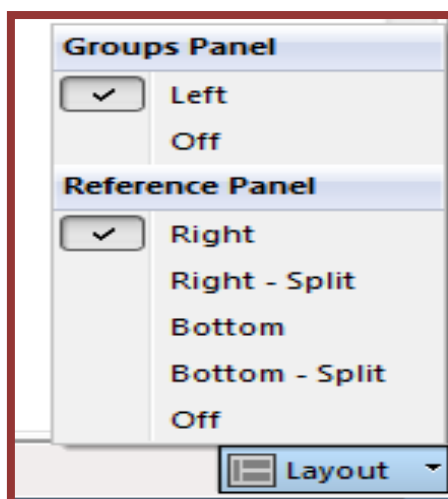 Groups Panel
Left
Off
Reference Panel
Right
Right - Split
Bottom
Bottom - Split
Off
Layout